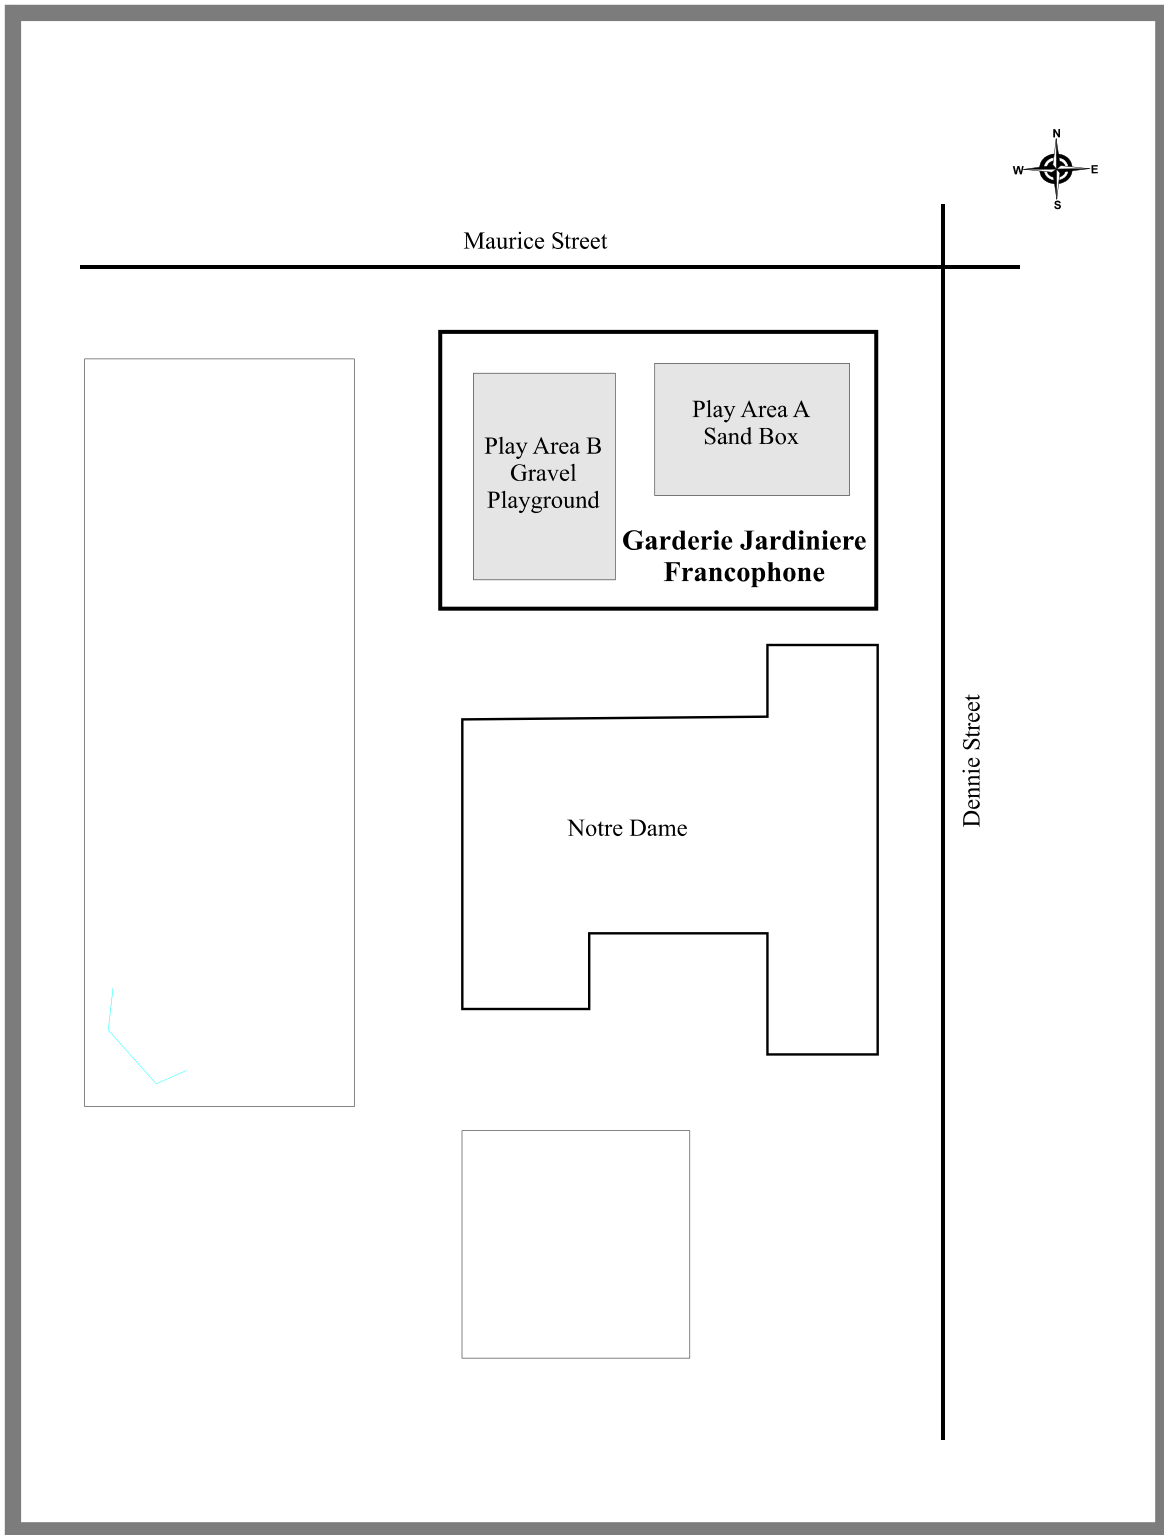 N
W E
S
Maurice Street
Play Area A
Sand Box
Play Area B
Gravel
Playground
Garderie Jardiniere
Francophone
Dennie Street
Notre Dame